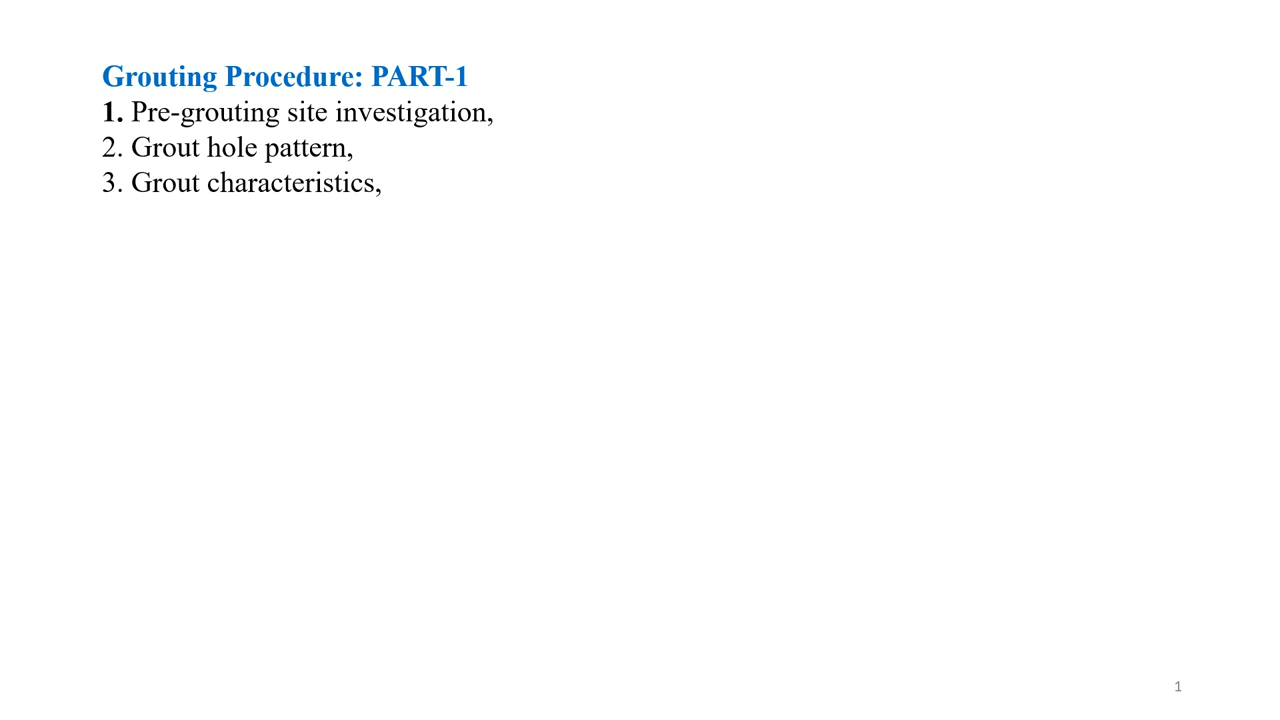 Grouting Procedure: PART-1
1. Pre-grouting site investigation,
2. Grout hole pattern,
3. Grout characteristics,
1